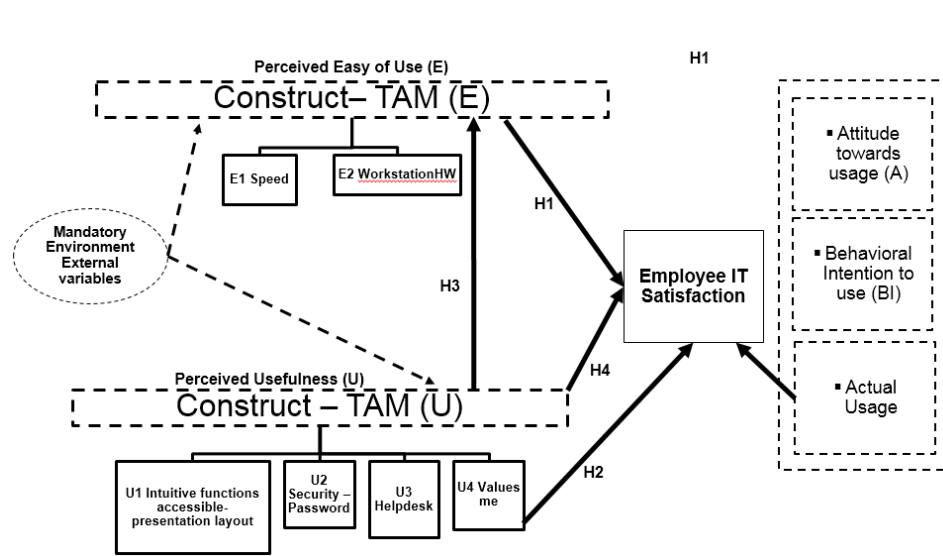 H1
Perceived Easy of Use (E)
Construct– TAM (E)
E1 Speed
E2 WorkstationHW
Mandatory
Environment
External
variables
H1
H3
Employee IT
Satisfaction
▪ Attitude
towards
usage (A)
▪ Behavioral
Intention to
use (BI)
▪ Actual
Usage
Perceived Usefulness (U)
Construct – TAM (U)
H4
H2
U1 Intuitive functions
accessible-
presentation layout
U2
Security –
Password
U3
Helpdesk
U4 Values
me